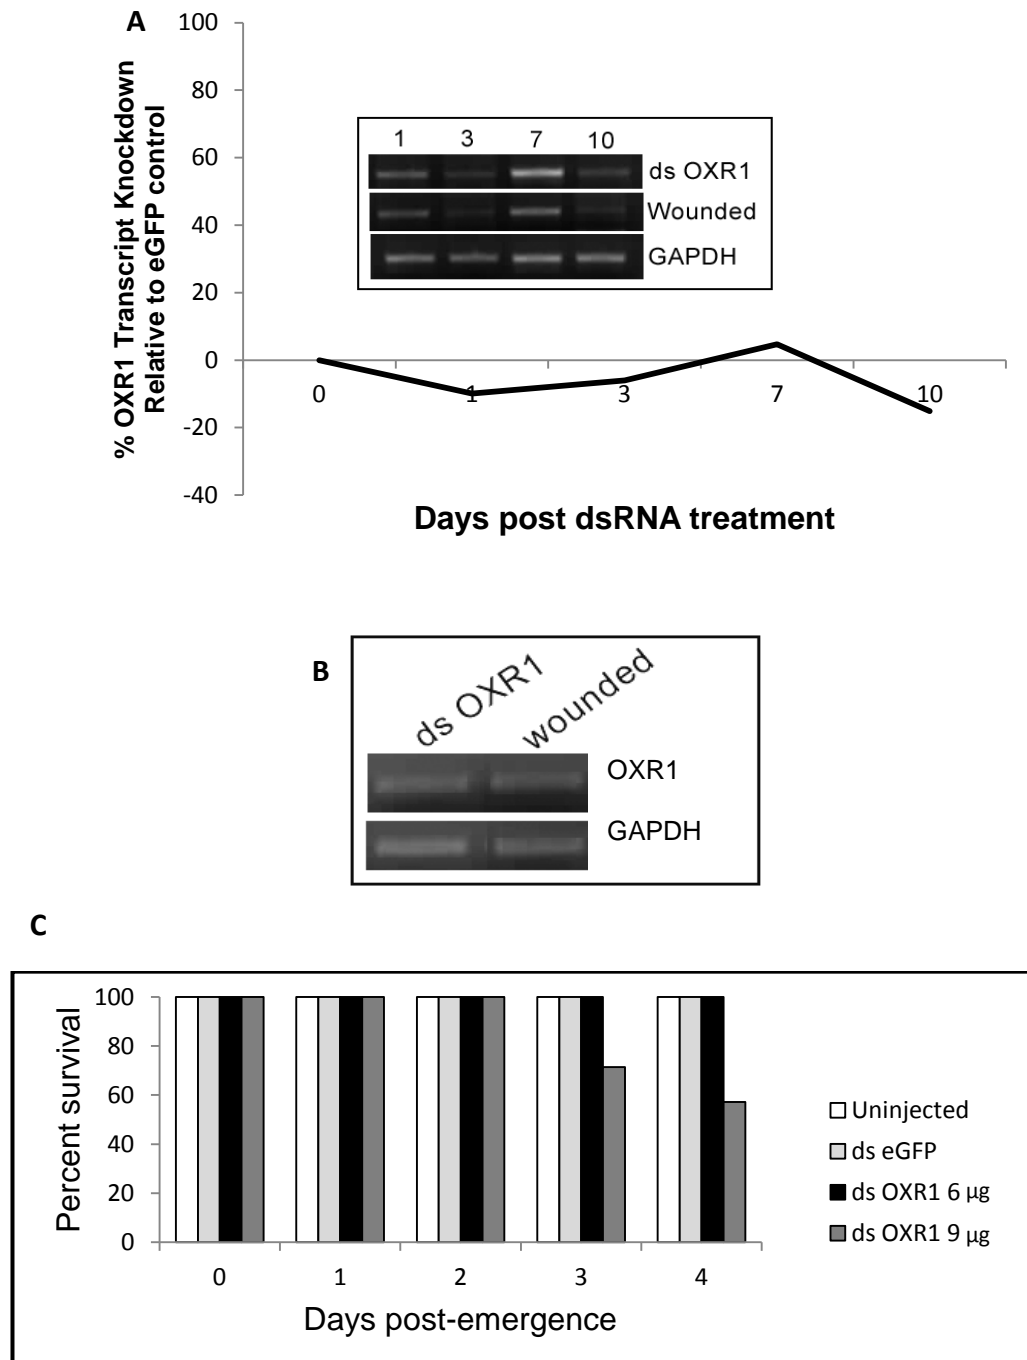 A
100
80
60
40
20
0
-20
-40
% OXR1 Transcript Knockdown
Relative to eGFP control
1 3 7 10
ds OXR1
Wounded
GAPDH
0 1 3 7 10
Days post dsRNA treatment
B
ds OXR1
wounded
OXR1
GAPDH
C
Percent survival
100
80
60
40
20
0
0 1 2 3 4
Days post-emergence
Uninjected
ds eGFP
ds OXR1 6 µg
ds OXR1 9 µg